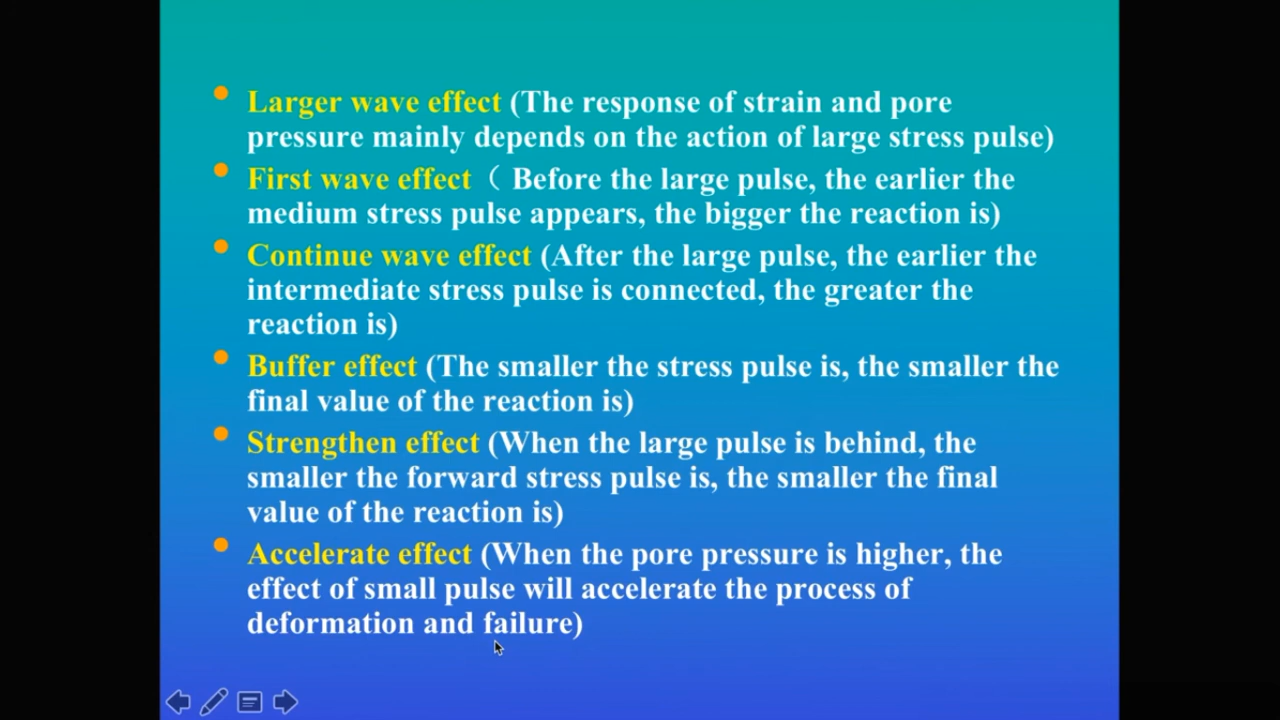 Larger wave effect (The response of strain and pore
pressure mainly depends on the action of large stress pulse)
First wave effect（ Before the large pulse, the earlier the
medium stress pulse appears, the bigger the reaction is)
Continue wave effect (After the large pulse, the earlier the
intermediate stress pulse is connected, the greater the
reaction is)
Buffer effect (The smaller the stress pulse is, the smaller the
final value of the reaction is)
Strengthen effect (When the large pulse is behind, the
smaller the forward stress pulse is, the smaller the final
value of the reaction is)
Accelerate effect (When the pore pressure is higher, the
effect of small pulse will accelerate the process of
deformation and failure)